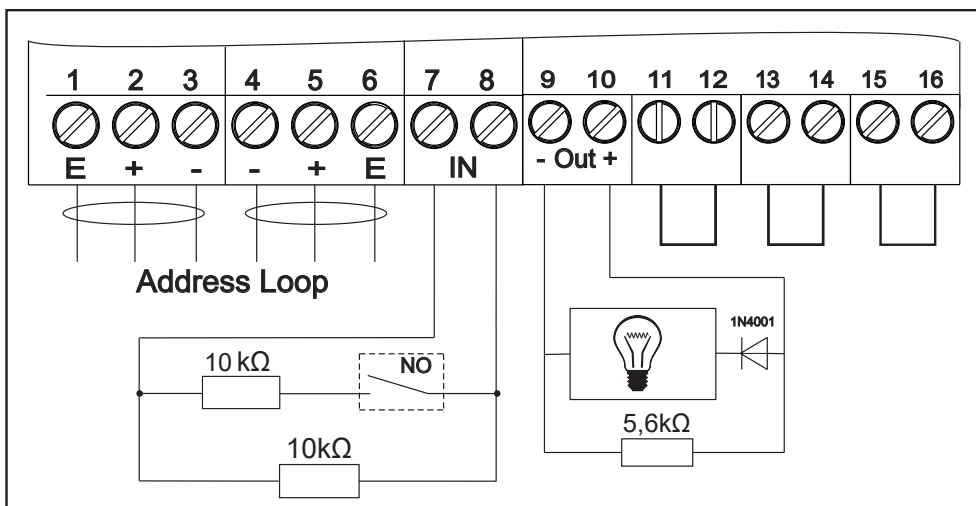 1 2 3 4 5 6 7 8 9 10 11 12 13 14 15 16
E + - - + E IN - Out +
Address Loop
1N4001
10 kΩ NO
5,6kΩ
10kΩ